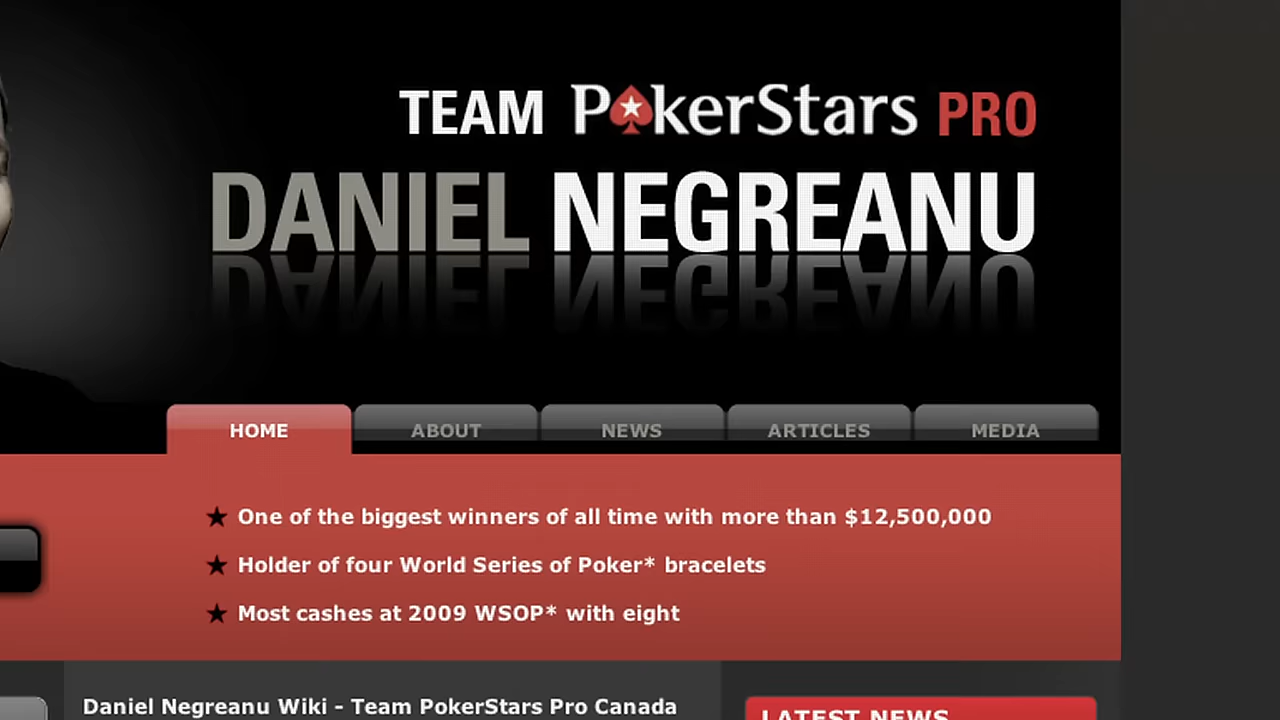 TEAM PokerStars PRO
DANIEL NEGREANU
HOME ABOUT NEWS ARTICLES MEDIA
★ One of the biggest winners of all time with more than $12,500,000
★ Holder of four World Series of Poker* bracelets
★ Most cashes at 2009 WSOP* with eight
Daniel Negreanu Wiki - Team PokerStars Pro Canada
LATEST NEWS